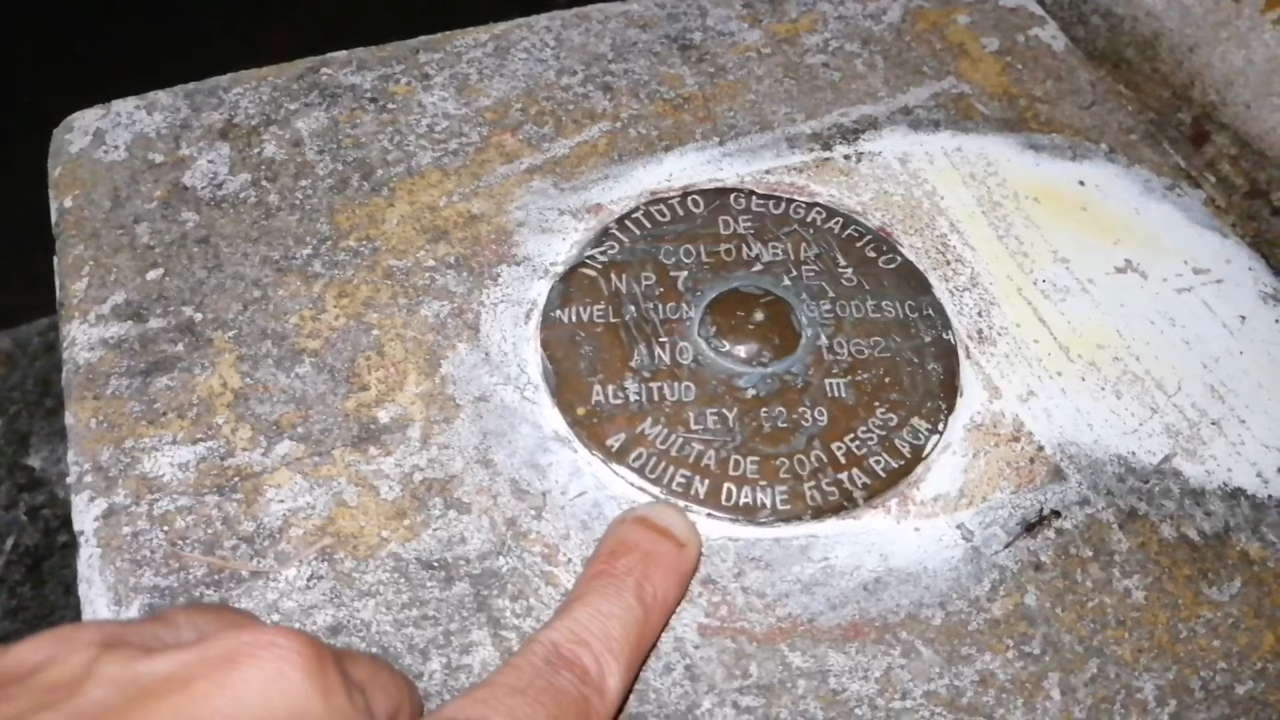 INSTITUTO GEOGRAFICO
DE
COLOMBIA
N.P. 7 E 3
NIVELACION GEODESICA
AÑO 1962
ALTITUD m
LEY 62-39
MULTA DE 200 PESOS
A QUIEN DAÑE ESTA PLACA